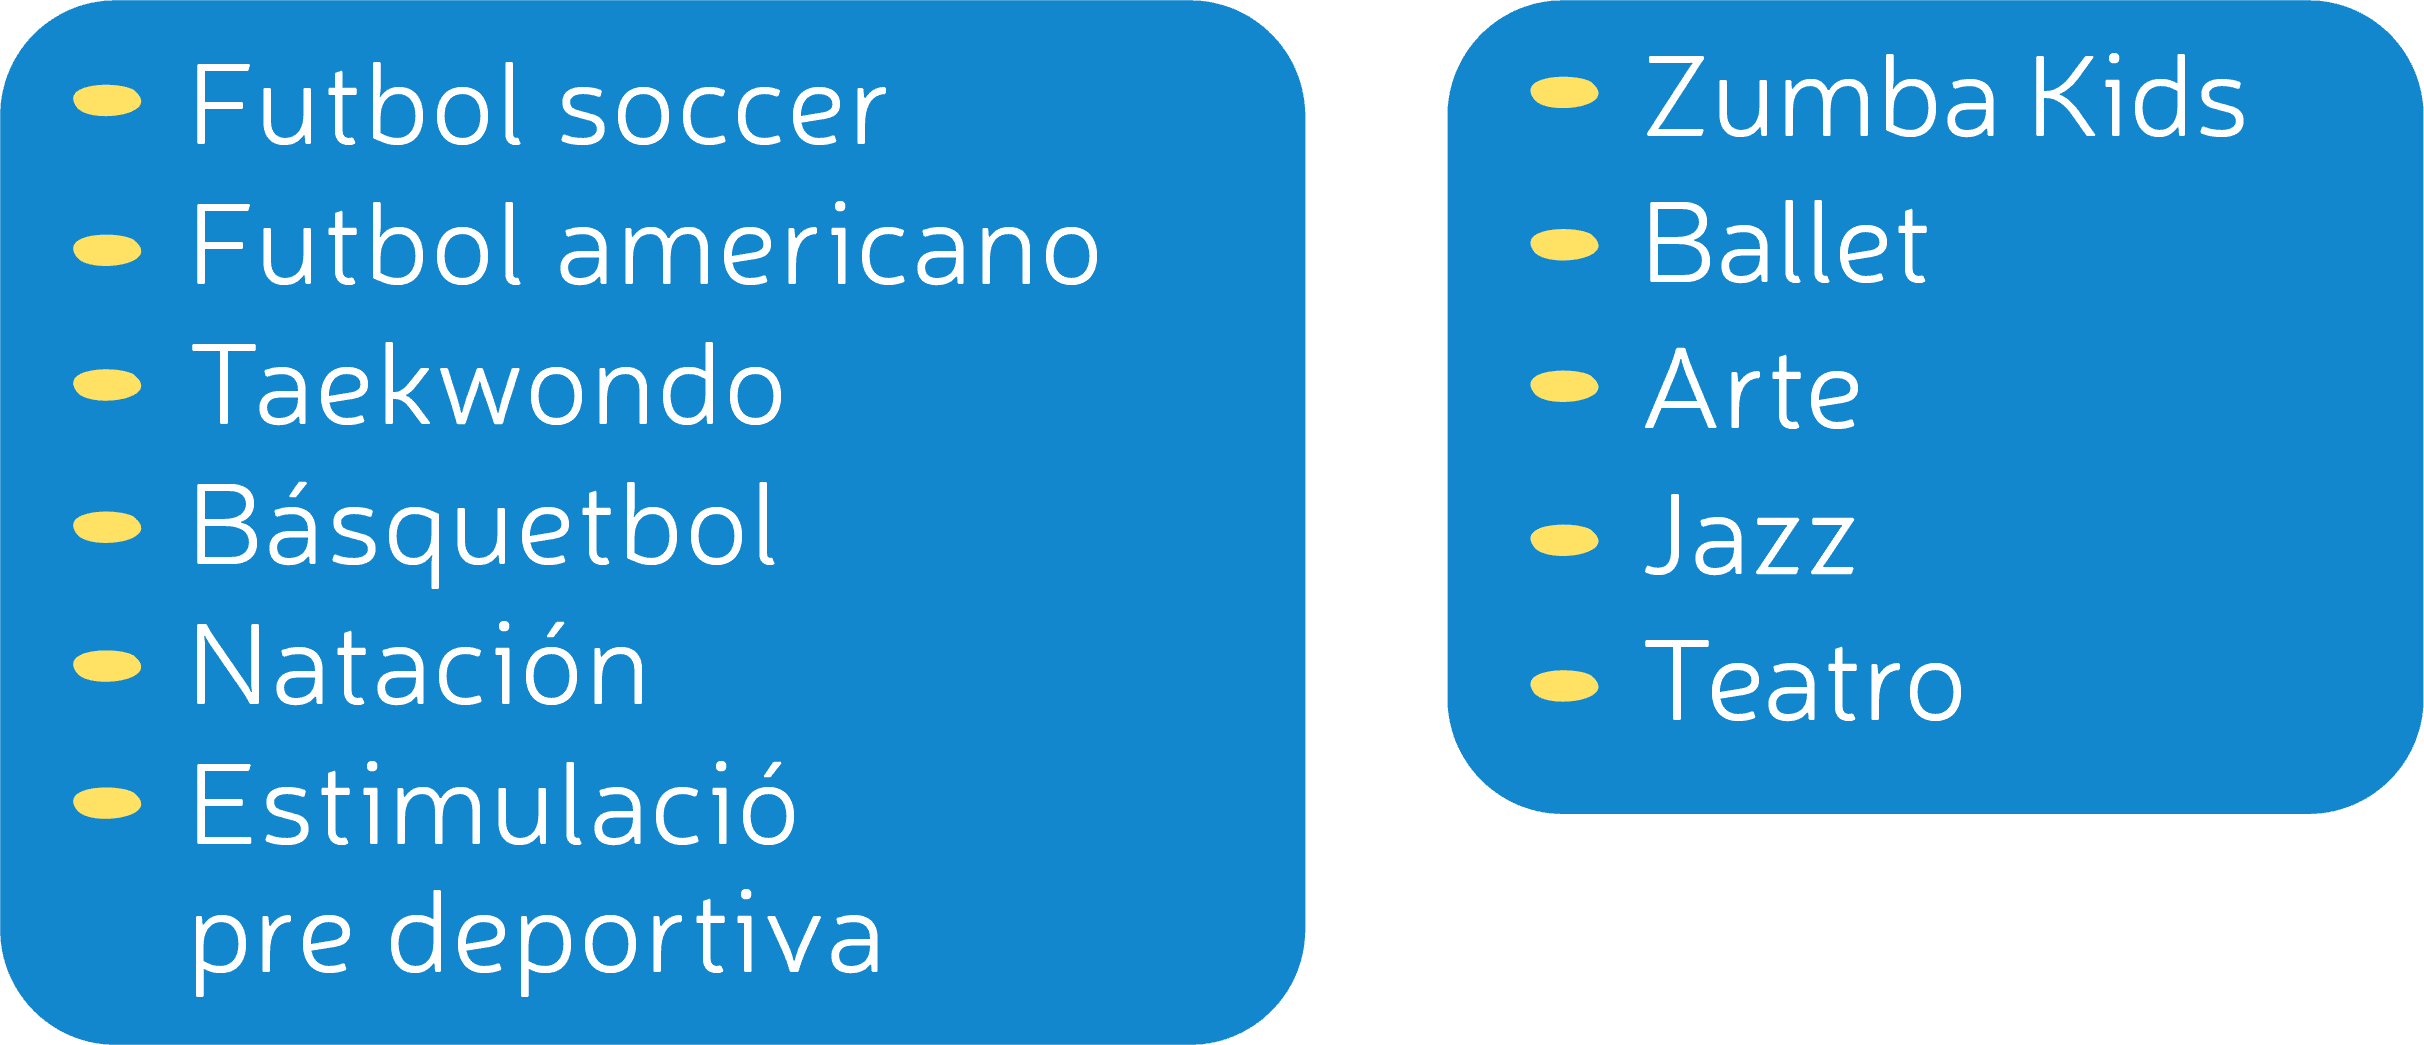 Futbol soccer
Futbol americano
Taekwondo
Básquetbol
Natación
Estimulació
pre deportiva
Zumba Kids
Ballet
Arte
Jazz
Teatro